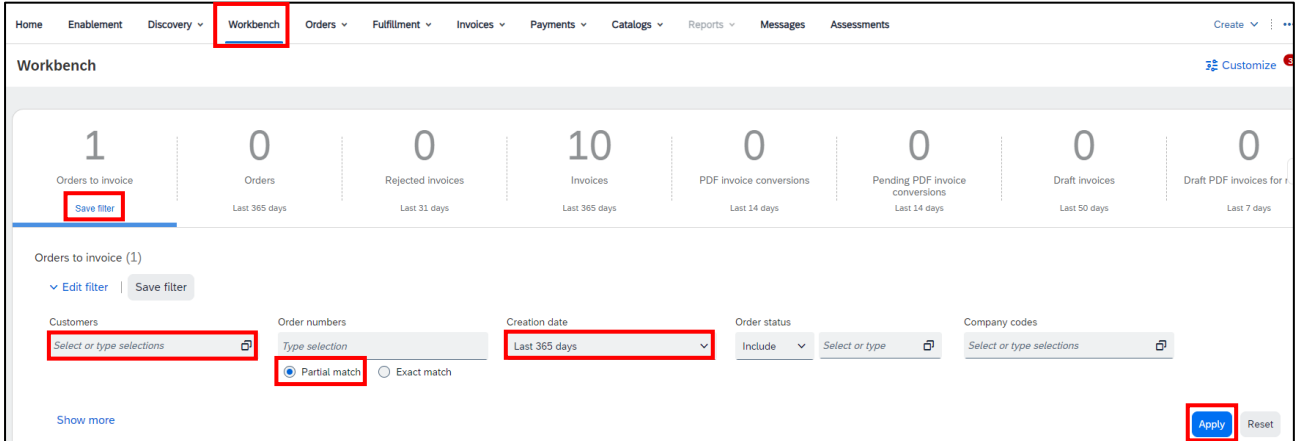 Home Enablement Discovery Workbench Orders Fulfillment Invoices Payments Catalogs Reports Messages Assessments Create
Workbench Customize 3
1 0 0 10 0 0 0 0
Orders to invoice Orders Rejected invoices Invoices PDF invoice conversions Pending PDF invoice conversions Draft invoices Draft PDF invoices for
Save filter Last 365 days Last 31 days Last 365 days Last 14 days Last 14 days Last 50 days Last 7 days
Orders to invoice (1)
Edit filter | Save filter
Customers Order numbers Creation date Order status Company codes
Select or type selections Type selection Last 365 days Include Select or type Select or type selections
Partial match Exact match
Show more Apply Reset